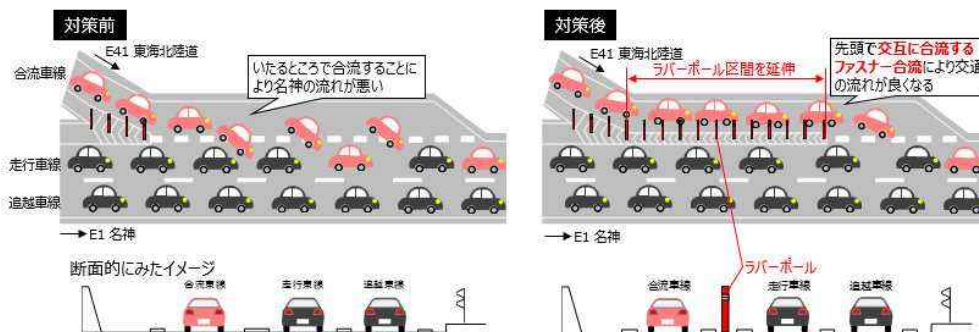 対策前
E41 東海北陸道
合流車線
いたるところで合流することに
より名神の流れが悪い
走行車線
追越車線
E1 名神
断面的にみたイメージ
合流車線
走行車線
追越車線
対策後
E41 東海北陸道
ラバーポール区間を延伸
先頭で交互に合流する
ファスナー合流により交通
の流れが良くなる
E1 名神
ラバーポール
合流車線
走行車線
追越車線